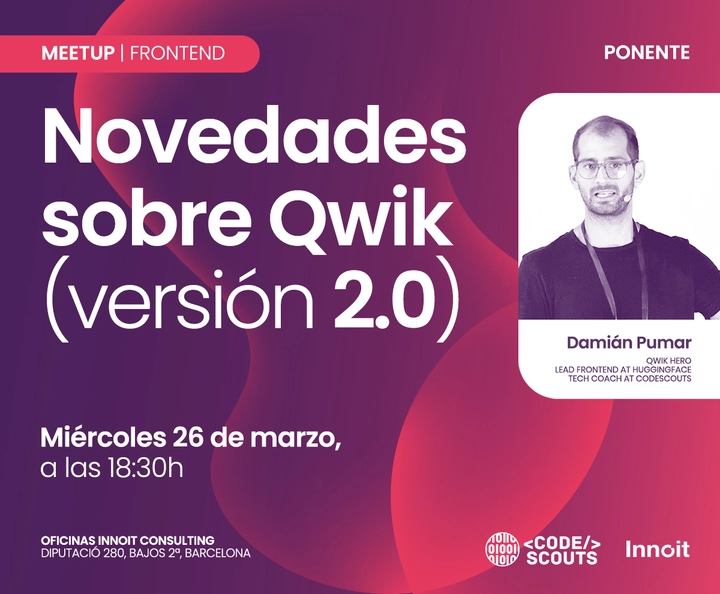 MEETUP | FRONTEND
PONENTE
Novedades
sobre Qwik
(versión 2.0)
Damián Pumar
QWIK HERO
LEAD FRONTEND AT HUGGINGFACE
TECH COACH AT CODESCOUTS
Miércoles 26 de marzo,
a las 18:30h
OFICINAS INNOIT CONSULTING
DIPUTACIÓ 280, BAJOS 2ª, BARCELONA
<CODE/>
SCOUTS
Innoit